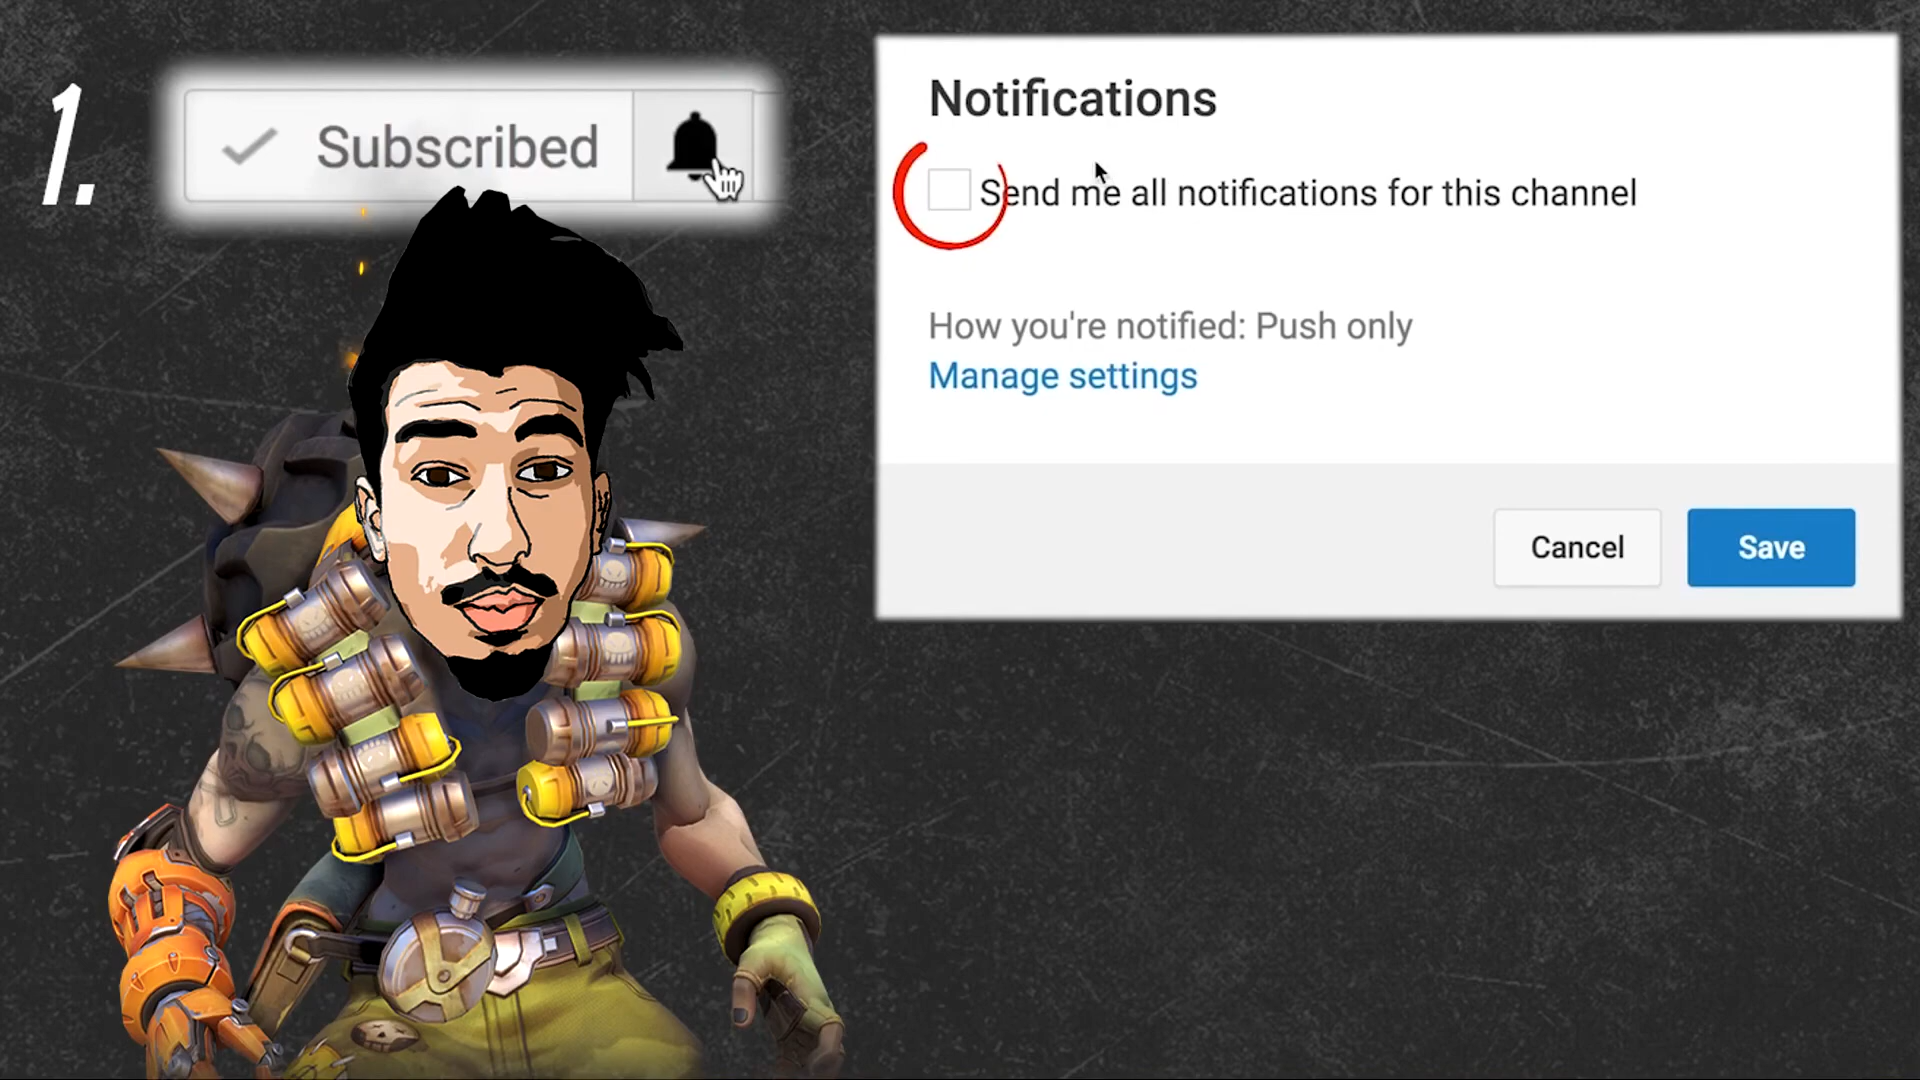 1.
Subscribed
Notifications
Send me all notifications for this channel
How you're notified: Push only
Manage settings
Cancel
Save